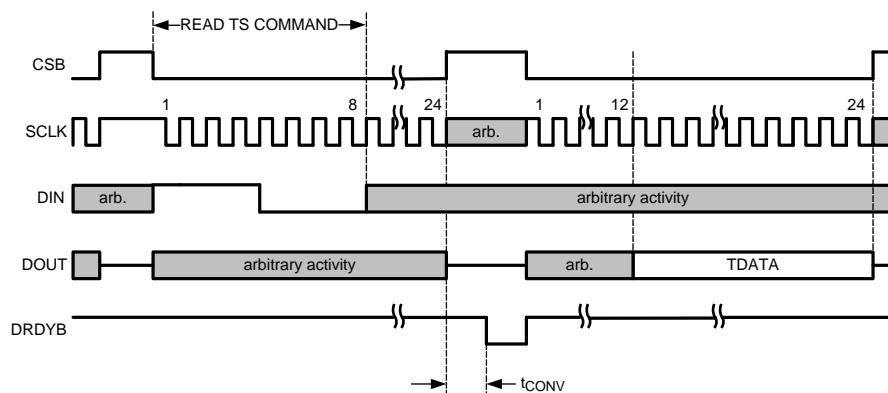 READ TS COMMAND
CSB
1 8 24 1 12 24
SCLK arb.
DIN arb. arbitrary activity
DOUT arbitrary activity arb. TDATA
DRDYB
tCONV